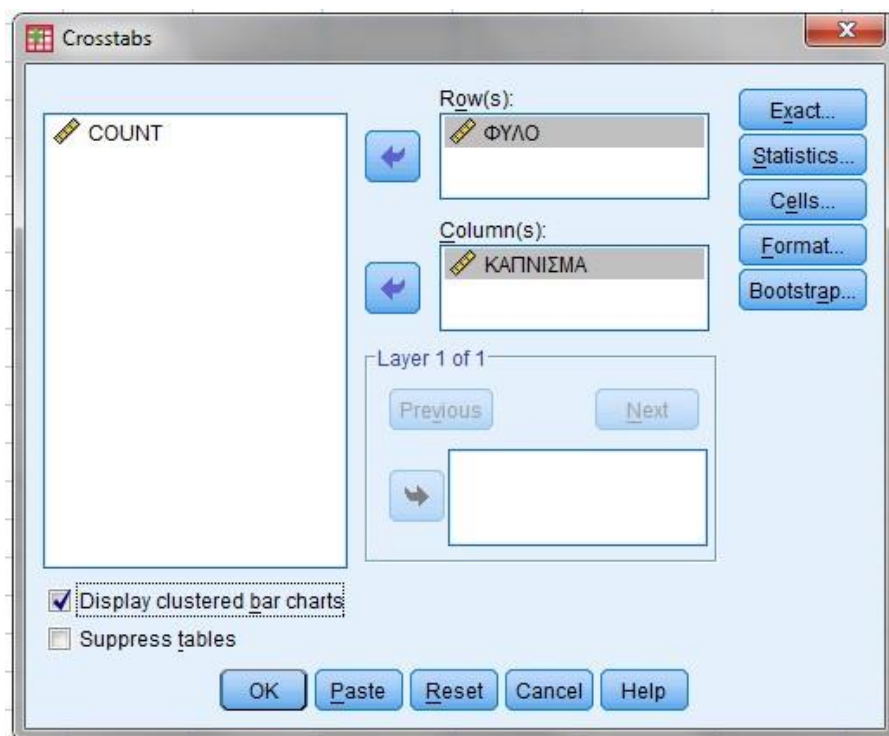 Crosstabs
COUNT
Row(s):
ΦΥΛΟ
Column(s):
ΚΑΠΝΙΣΜΑ
Layer 1 of 1
Previous
Next
Exact...
Statistics...
Cells...
Format...
Bootstrap...
Display clustered bar charts
Suppress tables
OK
Paste
Reset
Cancel
Help